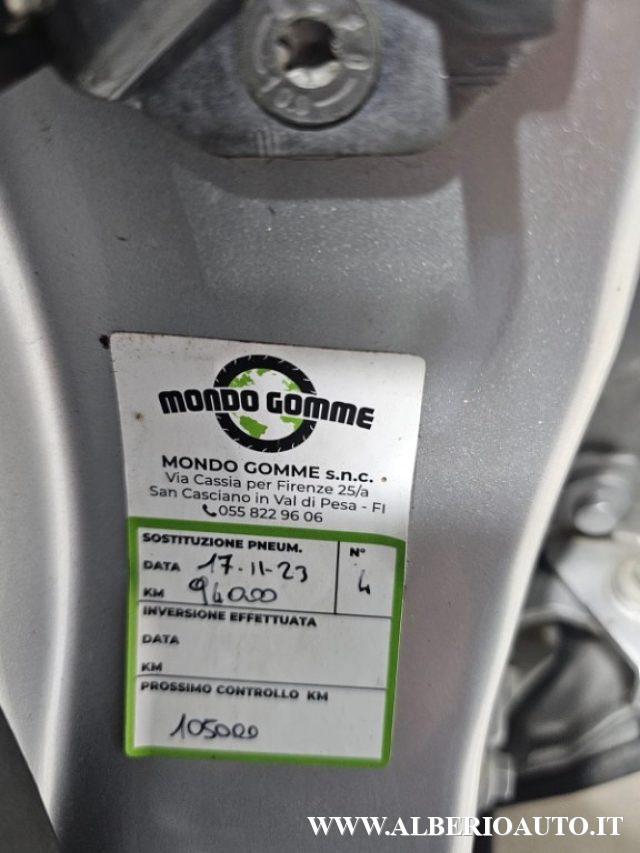 MONDO GOMME
MONDO GOMME s.n.c.
Via Cassia per Firenze 25/a
San Casciano in Val di Pesa - FI
055 822 96 06
SOSTITUZIONE PNEUM. N°
DATA 17-11-23 4
KM 94000
INVERSIONE EFFETTUATA
DATA
KM
PROSSIMO CONTROLLO KM
105000
WWW.ALBERIOAUTO.IT